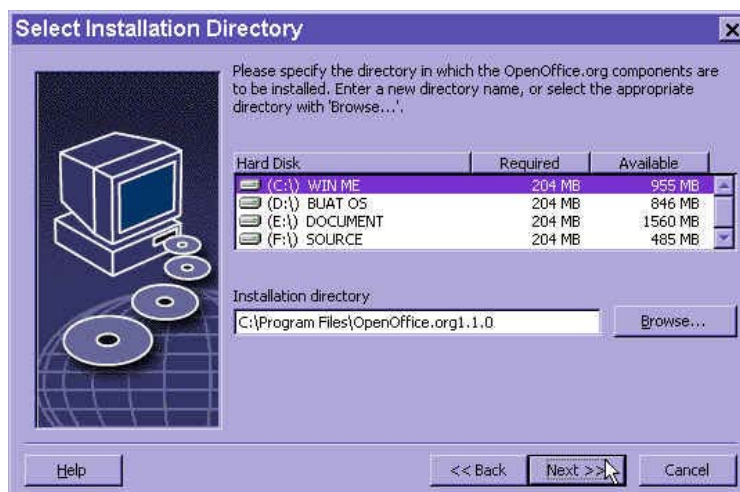 Select Installation Directory
Please specify the directory in which the OpenOffice.org components are
to be installed. Enter a new directory name, or select the appropriate
directory with 'Browse...'.
Hard Disk Required Available
(C:\) WIN ME 204 MB 955 MB
(D:\) BUAT OS 204 MB 846 MB
(E:\) DOCUMENT 204 MB 1560 MB
(F:\) SOURCE 204 MB 485 MB
Installation directory
C:\Program Files\OpenOffice.org1.1.0 Browse...
Help << Back Next >> Cancel